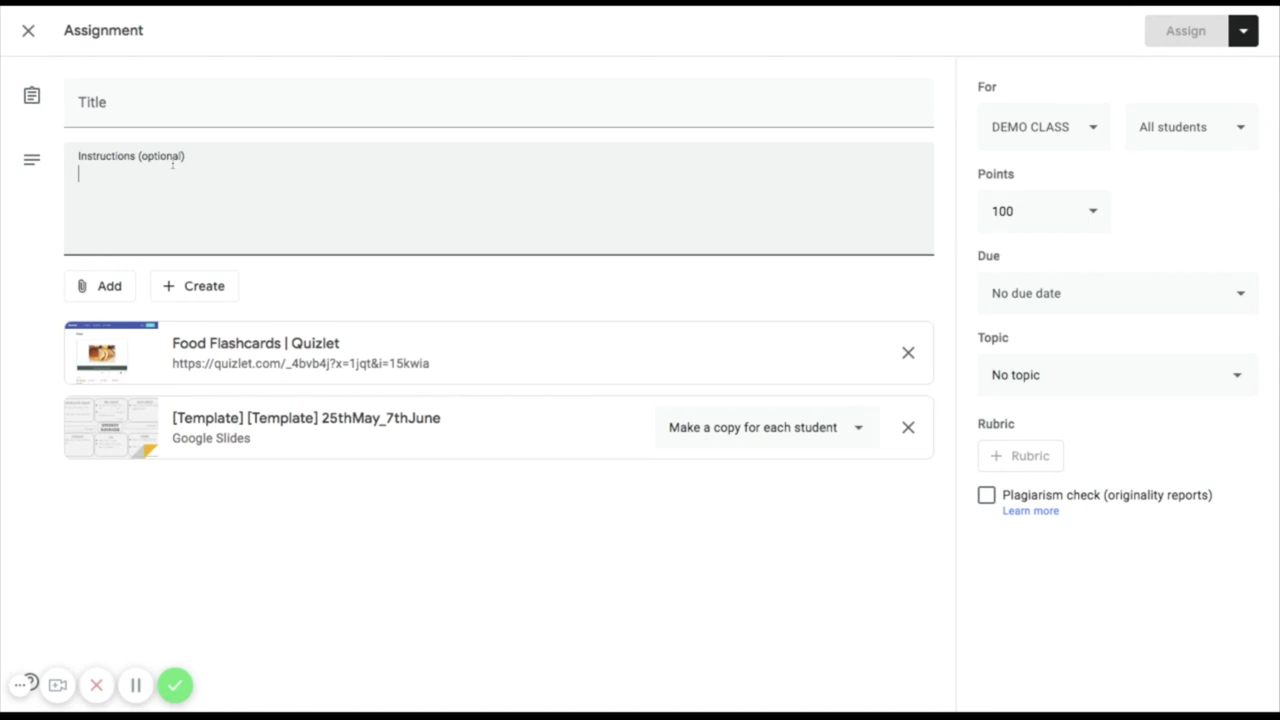 Assignment
Assign
Title
Instructions (optional)
Add
Create
Food Flashcards | Quizlet
https://quizlet.com/_4bvb4j?x=1jqt&i=15kwia
[Template] [Template] 25thMay_7thJune
Google Slides
Make a copy for each student
For
DEMO CLASS
All students
Points
100
Due
No due date
Topic
No topic
Rubric
Rubric
Plagiarism check (originality reports)
Learn more